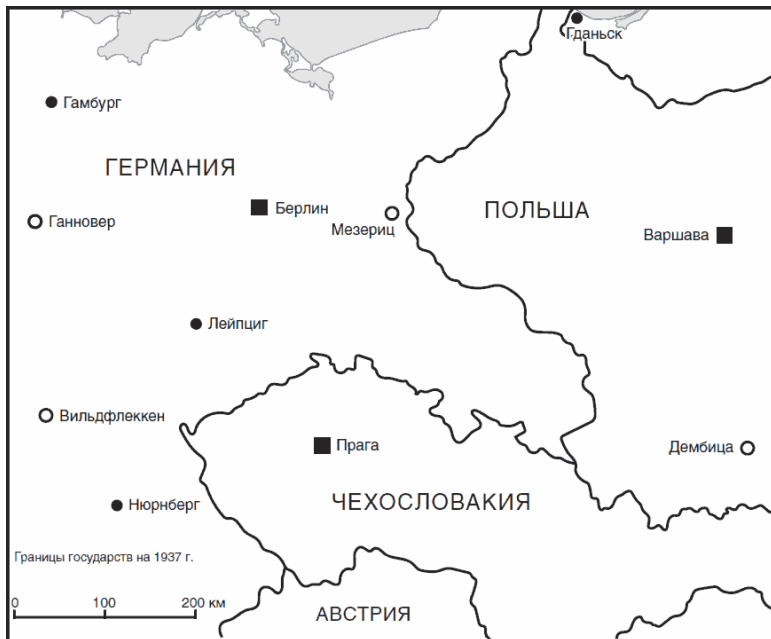 Гданьск
Гамбург
ГЕРМАНИЯ
Берлин
ПОЛЬША
Ганновер
Мезериц
Варшава
Лейпциг
Вильдфлеккен
Прага
Дембица
ЧЕХОСЛОВАКИЯ
Нюрнберг
Границы государств на 1937 г.
0 100 200 км
АВСТРИЯ